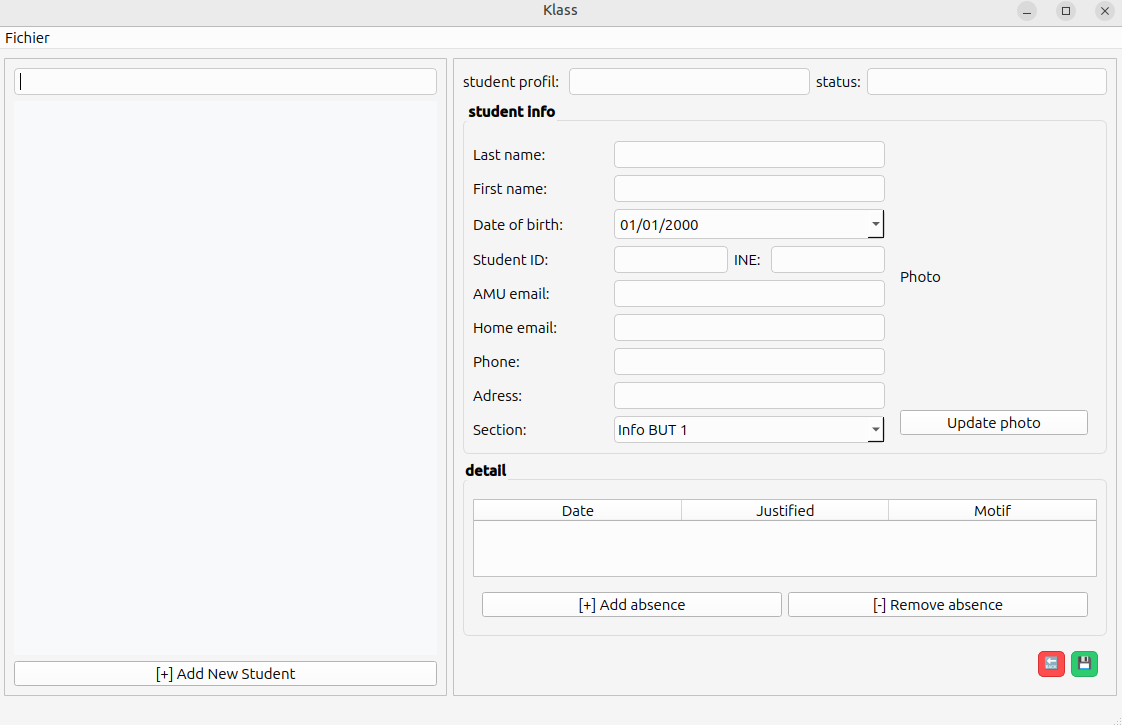 Klass
Fichier
student profil:
status:
student info
Last name:
First name:
Date of birth:
01/01/2000
Student ID:
INE:
Photo
AMU email:
Home email:
Phone:
Adress:
Section:
Info BUT 1
Update photo
detail
Date
Justified
Motif
[+] Add absence
[-] Remove absence
[+] Add New Student